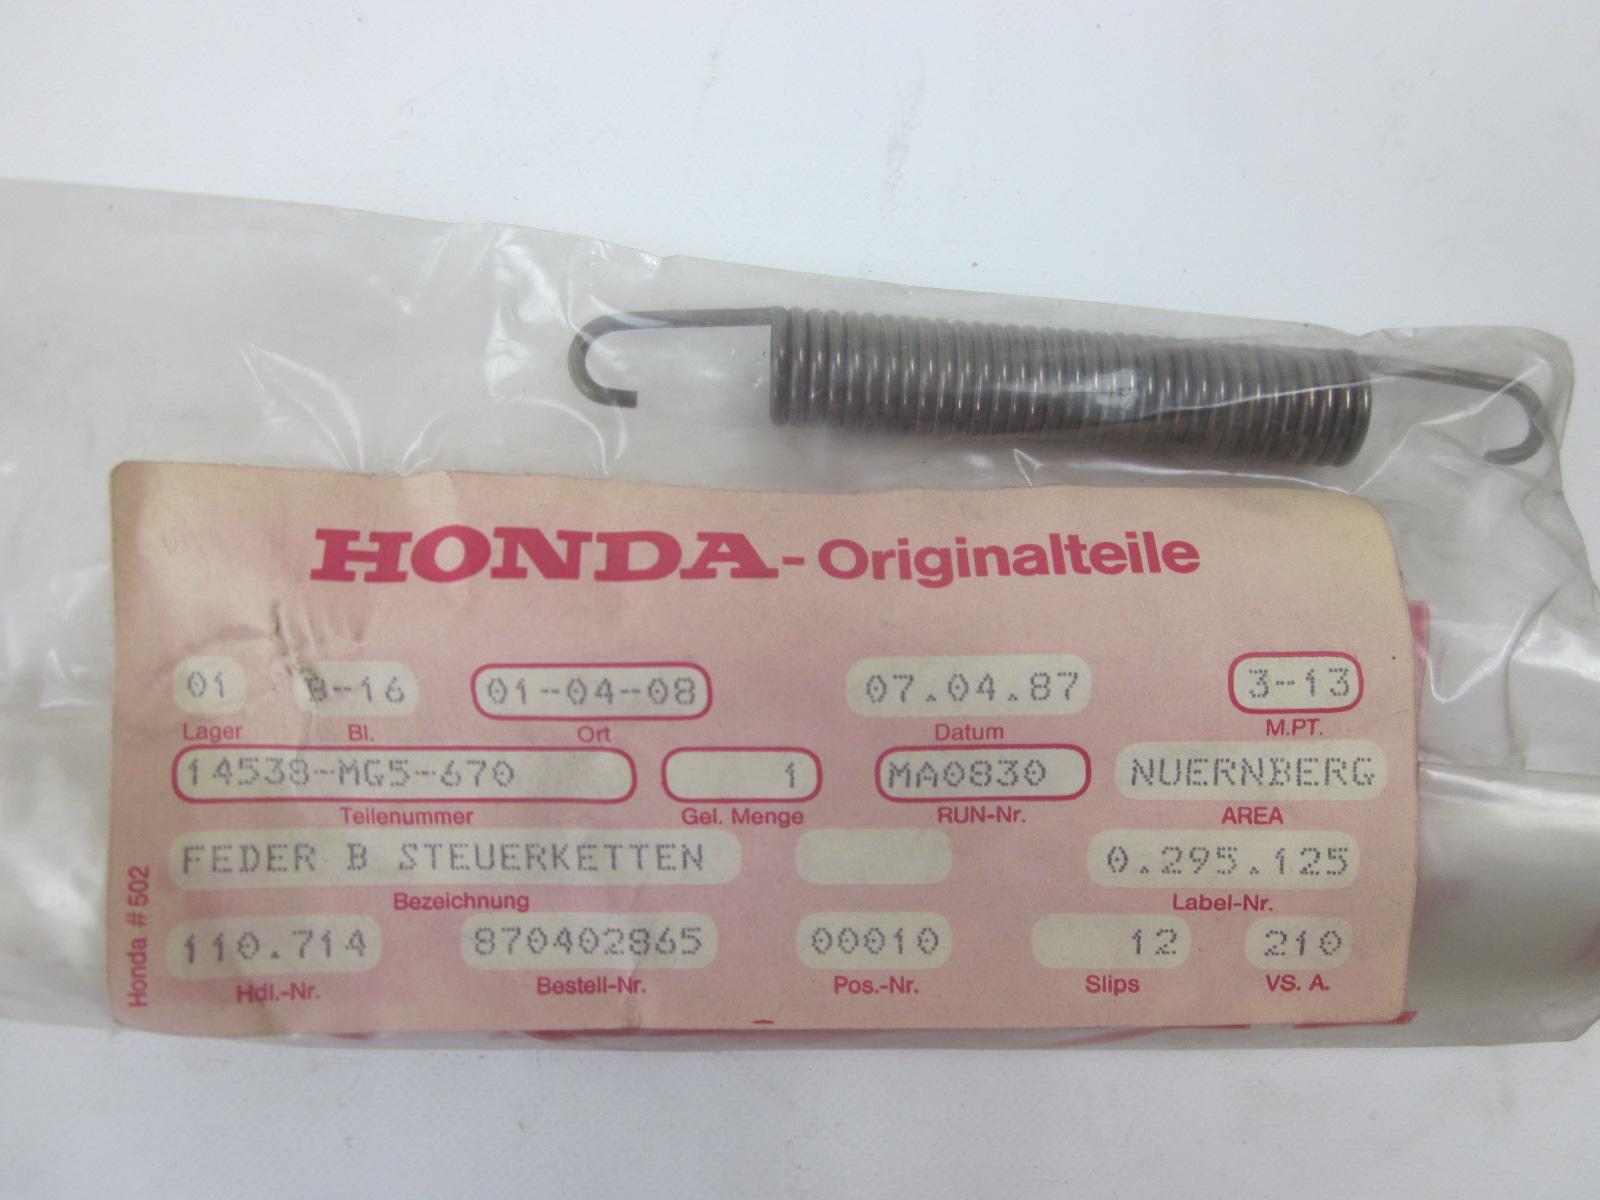 HONDA - Originalteile
01 B-16 01-04-08 07.04.87 3-13
Lager Bl. Ort Datum M.PT.
14538-MG5-670 1 MA0830 NUERNBERG
Teilenummer Gel. Menge RUN-Nr. AREA
FEDER B STEUERKETTEN 0.295.125
Bezeichnung Label-Nr.
110.714 870402865 00010 12 210
Hdl.-Nr. Bestell-Nr. Pos.-Nr. Slips VS. A.
Honda # 502